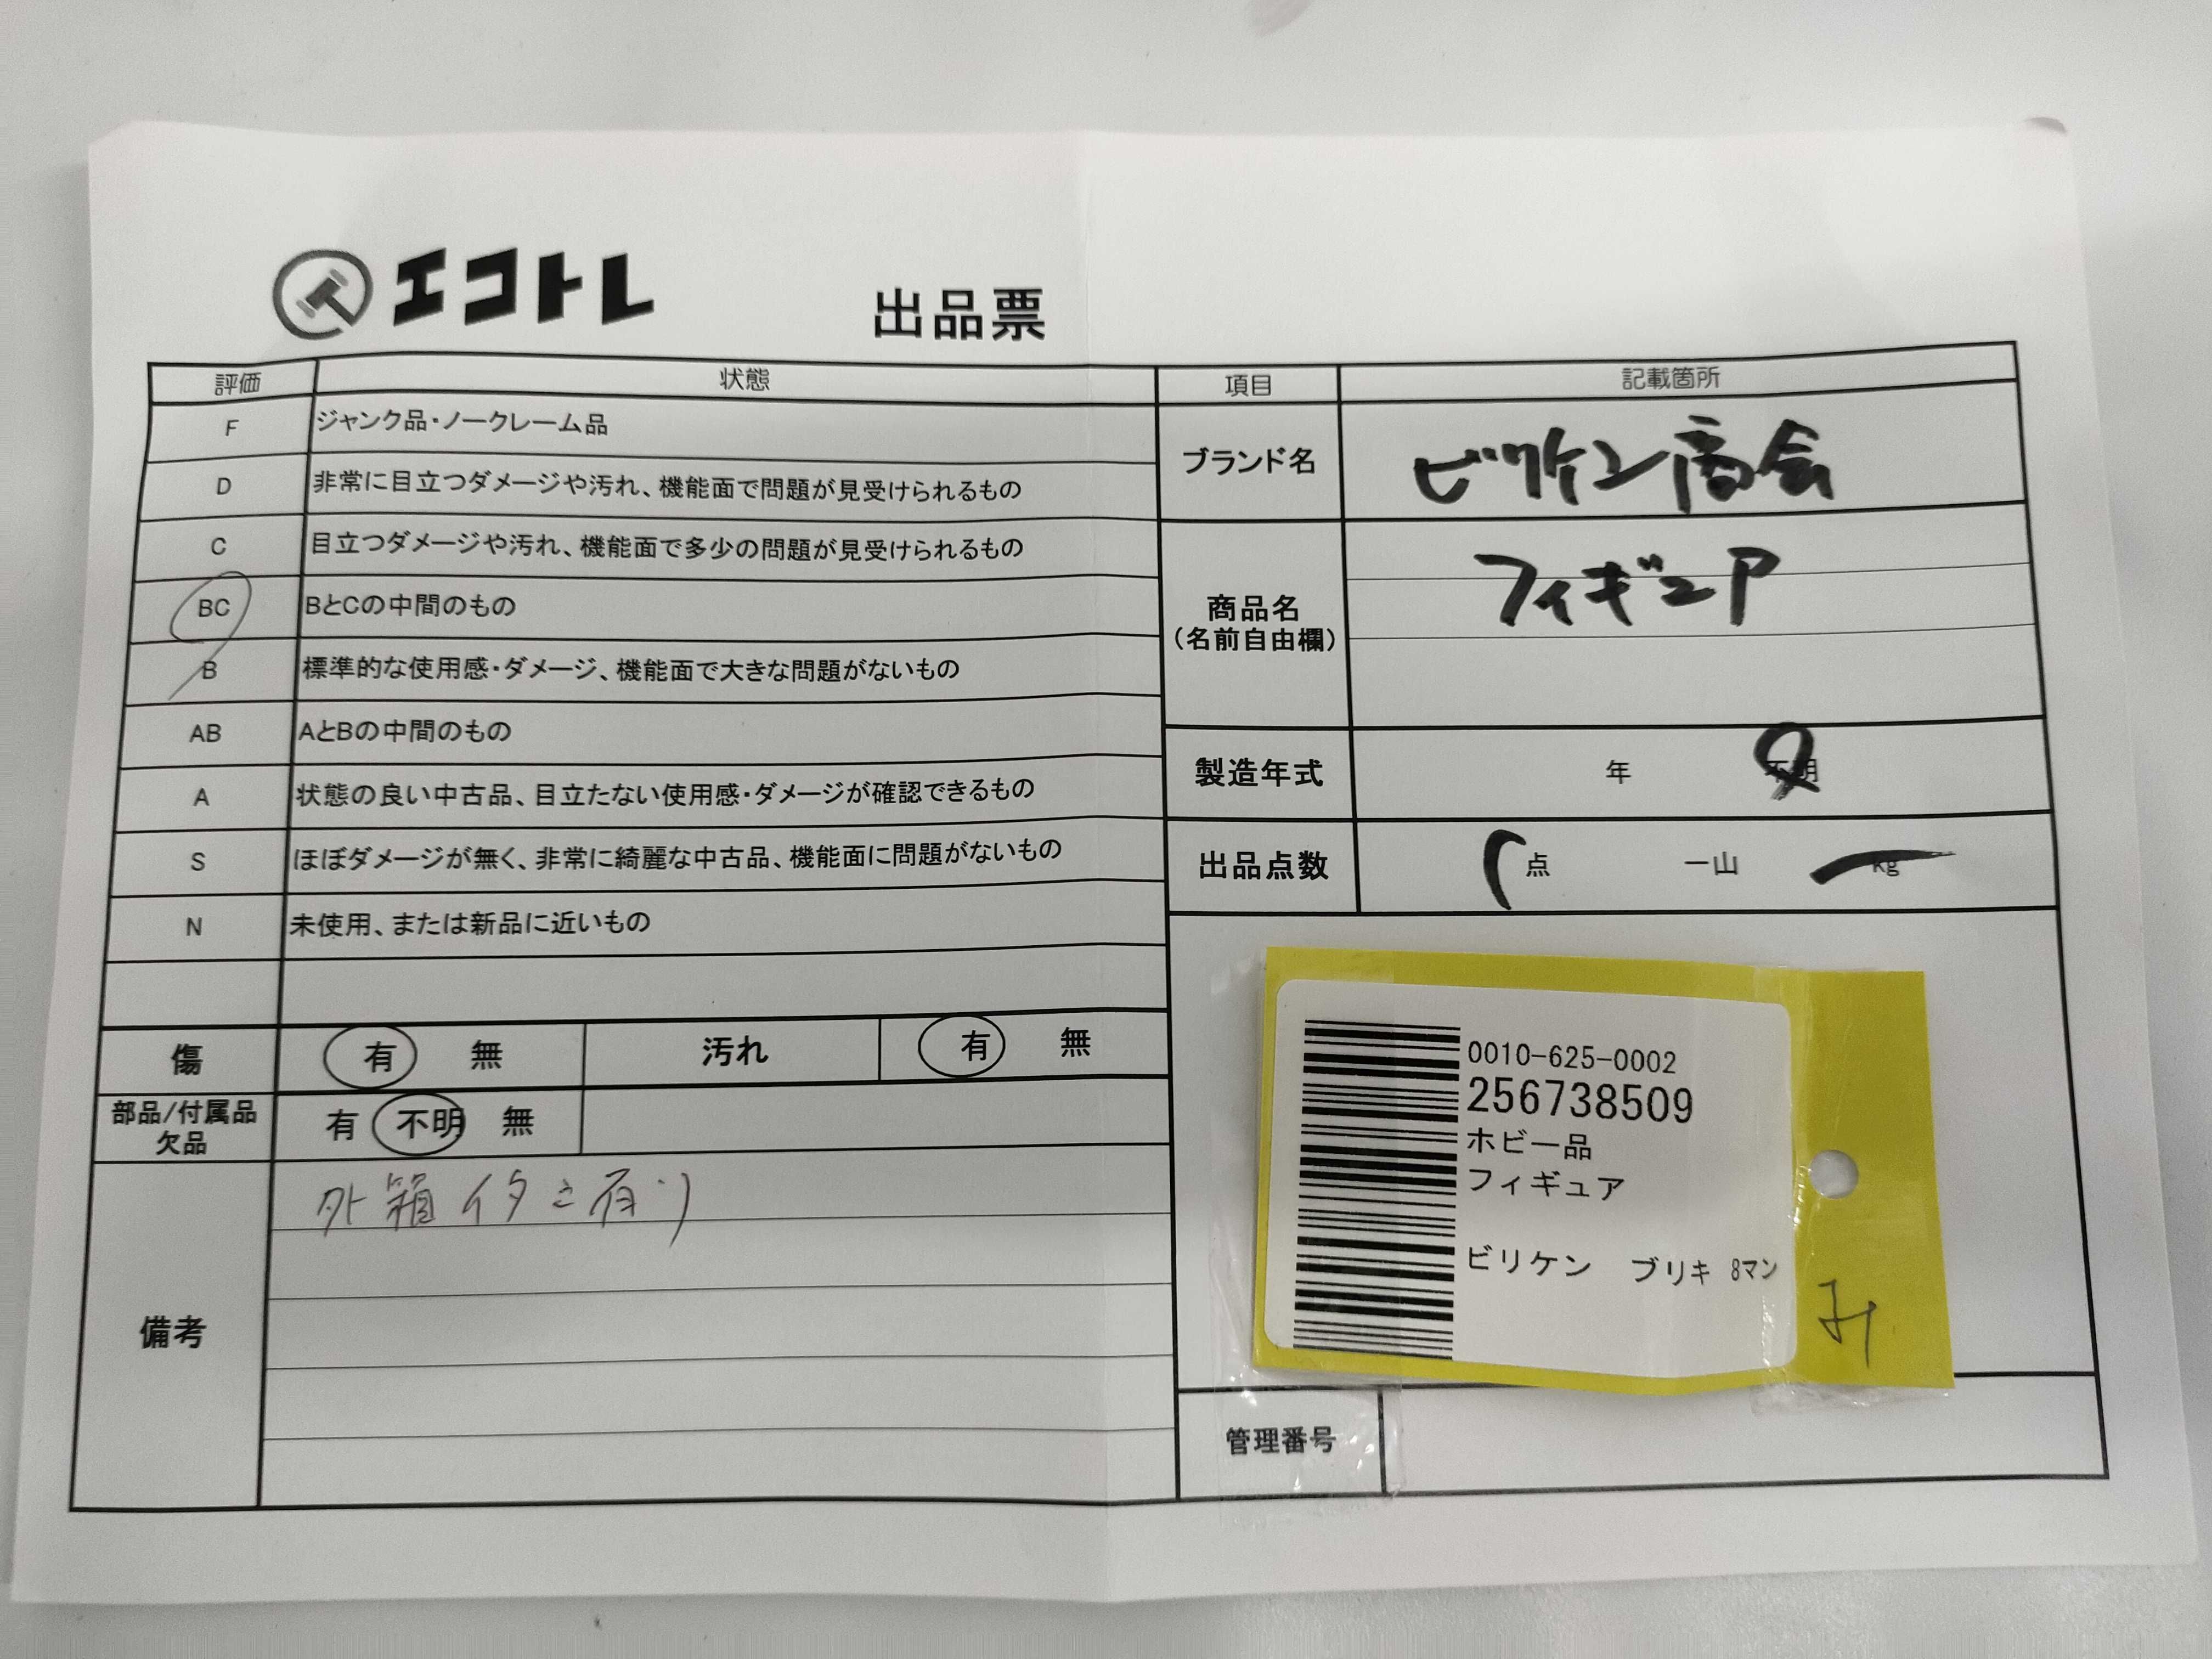 エコトレ
出品票
評価 状態
F ジャンク品・ノークレーム品
D 非常に目立つダメージや汚れ、機能面で問題が見受けられるもの
C 目立つダメージや汚れ、機能面で多少の問題が見受けられるもの
BC BとCの中間のもの
B 標準的な使用感・ダメージ、機能面で大きな問題がないもの
AB AとBの中間のもの
A 状態の良い中古品、目立たない使用感・ダメージが確認できるもの
S ほぼダメージが無く、非常に綺麗な中古品、機能面に問題がないもの
N 未使用、または新品に近いもの
傷 有 無 汚れ 有 無
部品/付属品
欠品 有 不明 無
備考 外箱イタミ有り
項目 記載箇所
ブランド名 ビリケン商会
商品名
(名前自由欄) フィギュア
製造年式 年 不明
出品点数 1 点 一山 kg
0010-625-0002
256738509
ホビー品
フィギュア
ビリケン ブリキ 8マン
管理番号